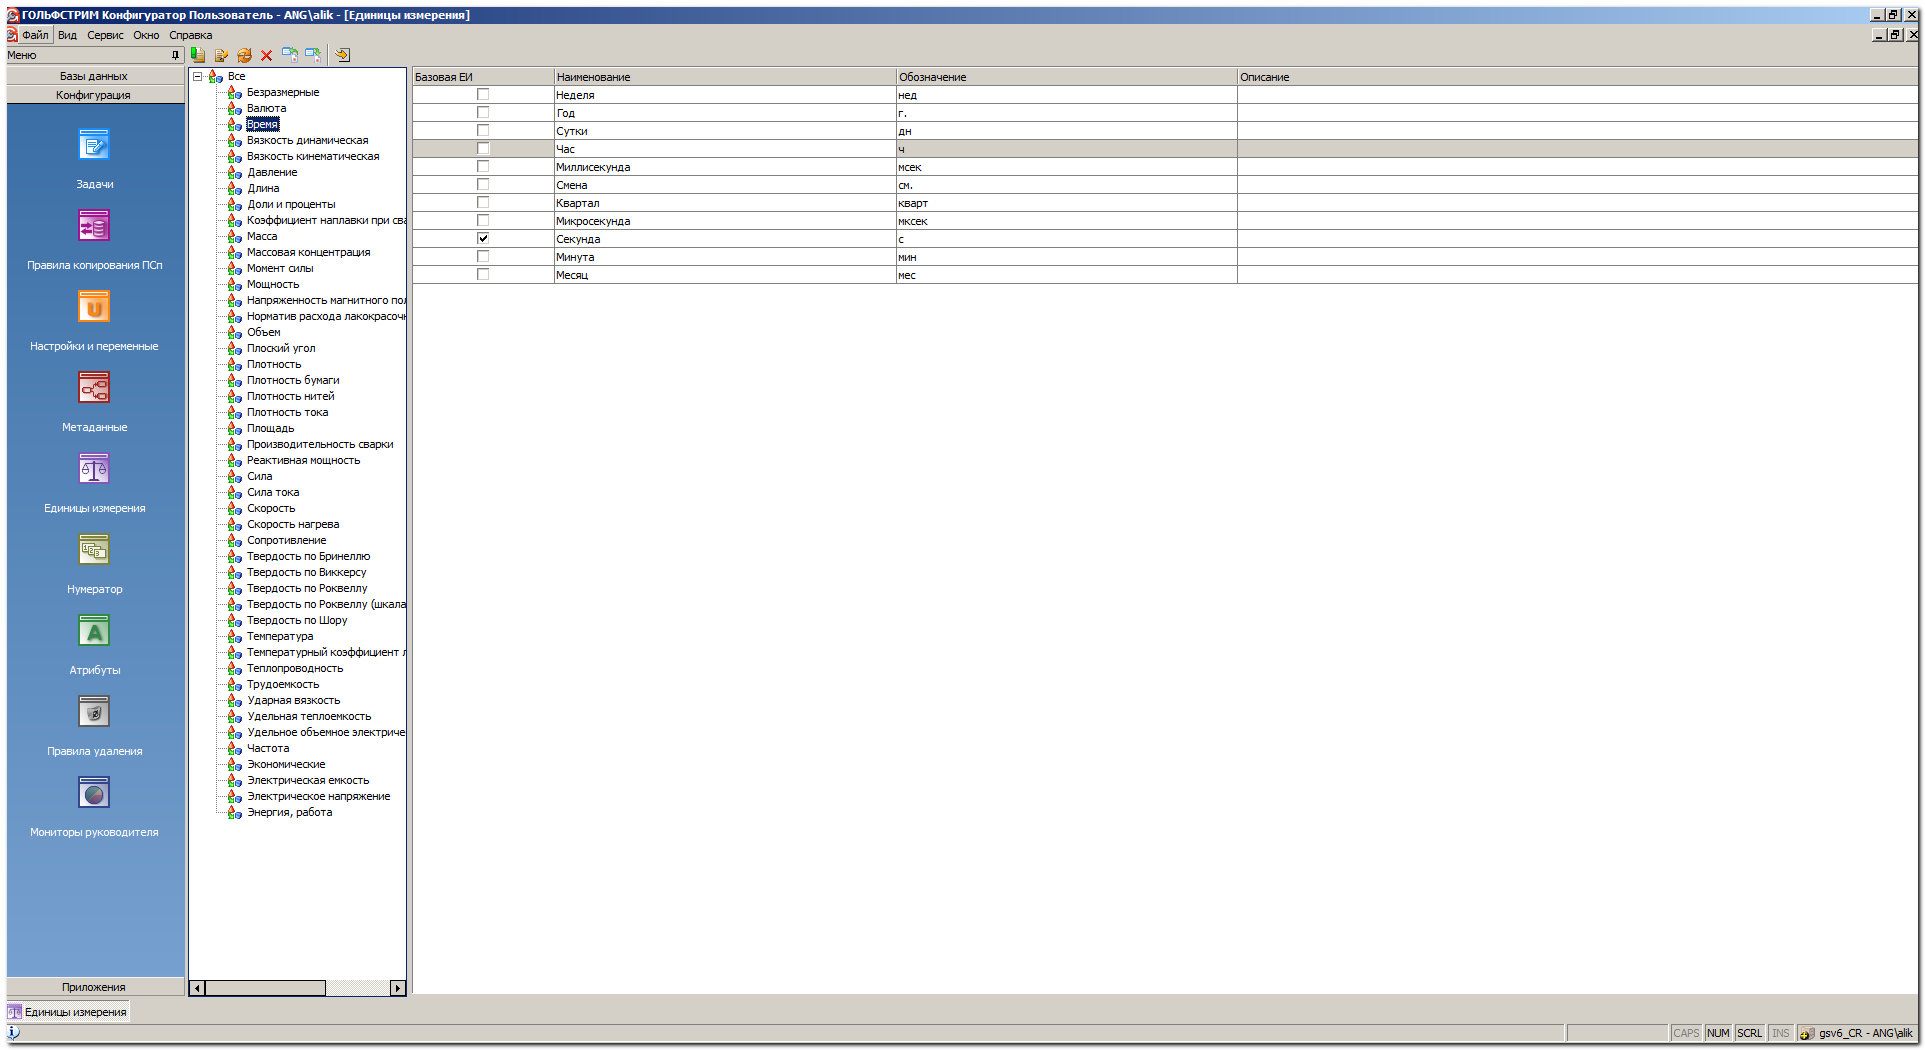 ГОЛЬФСТРИМ Конфигуратор Пользователь - ANG\alik - [Единицы измерения]
Файл Вид Сервис Окно Справка
Меню
Базы данных
Конфигурация
Задачи
Правила копирования ПСп
Настройки и переменные
Метаданные
Единицы измерения
Нумератор
Атрибуты
Правила удаления
Мониторы руководителя
Приложения
Все
Безразмерные
Валюта
Время
Вязкость динамическая
Вязкость кинематическая
Давление
Длина
Доли и проценты
Коэффициент наплавки при сва
Масса
Массовая концентрация
Момент силы
Мощность
Напряженность магнитного пол
Норматив расхода лакокрасочн
Объем
Плоский угол
Плотность
Плотность бумаги
Плотность нитей
Плотность тока
Площадь
Производительность сварки
Реактивная мощность
Сила
Сила тока
Скорость
Скорость нагрева
Сопротивление
Твердость по Бринеллю
Твердость по Виккерсу
Твердость по Роквеллу
Твердость по Роквеллу (шкала
Твердость по Шору
Температура
Температурный коэффициент л
Теплопроводность
Трудоемкость
Ударная вязкость
Удельная теплоемкость
Удельное объемное электриче
Частота
Экономические
Электрическая емкость
Электрическое напряжение
Энергия, работа
Базовая ЕИ Наименование Обозначение Описание
Неделя нед
Год г.
Сутки дн
Час ч
Миллисекунда мсек
Смена см.
Квартал кварт
Микросекунда мксек
Секунда с
Минута мин
Месяц мес
Единицы измерения
CAPS NUM SCRL INS gsv6_CR - ANG\alik